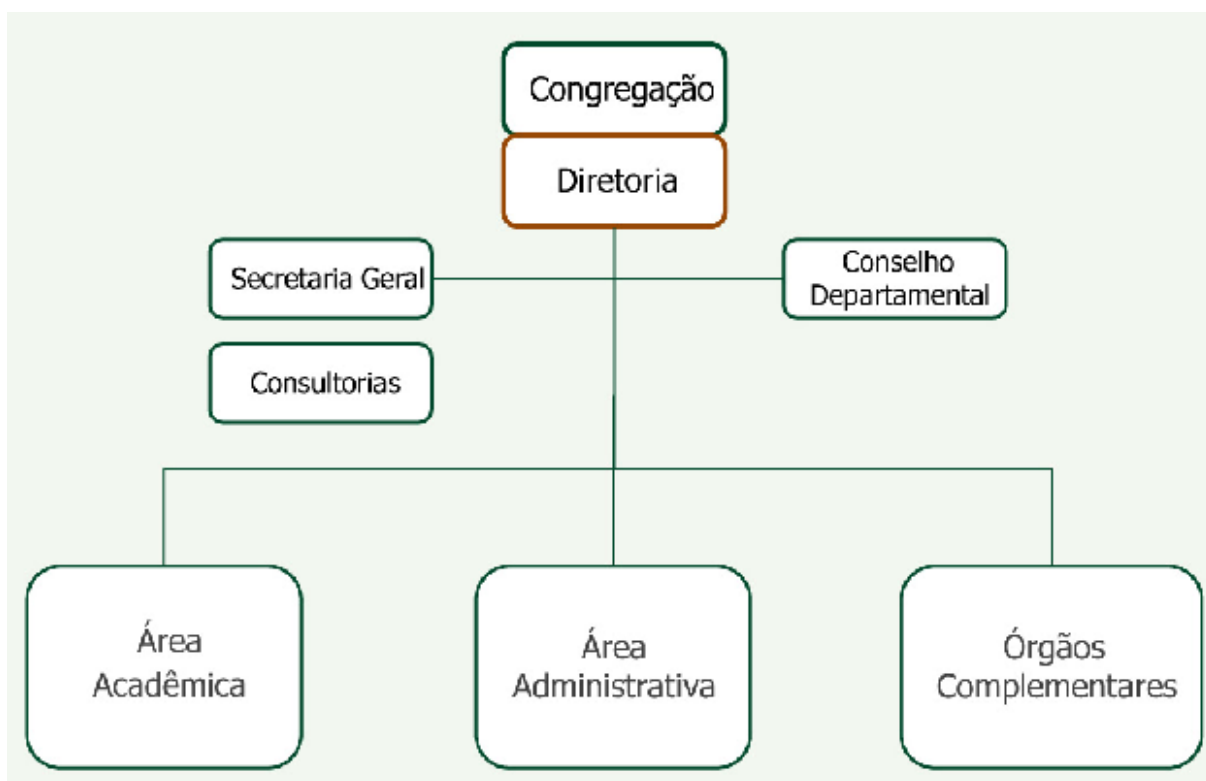 Congregação
Diretoria
Secretaria Geral
Conselho
Departamental
Consultorias
Área
Acadêmica
Área
Administrativa
Órgãos
Complementares